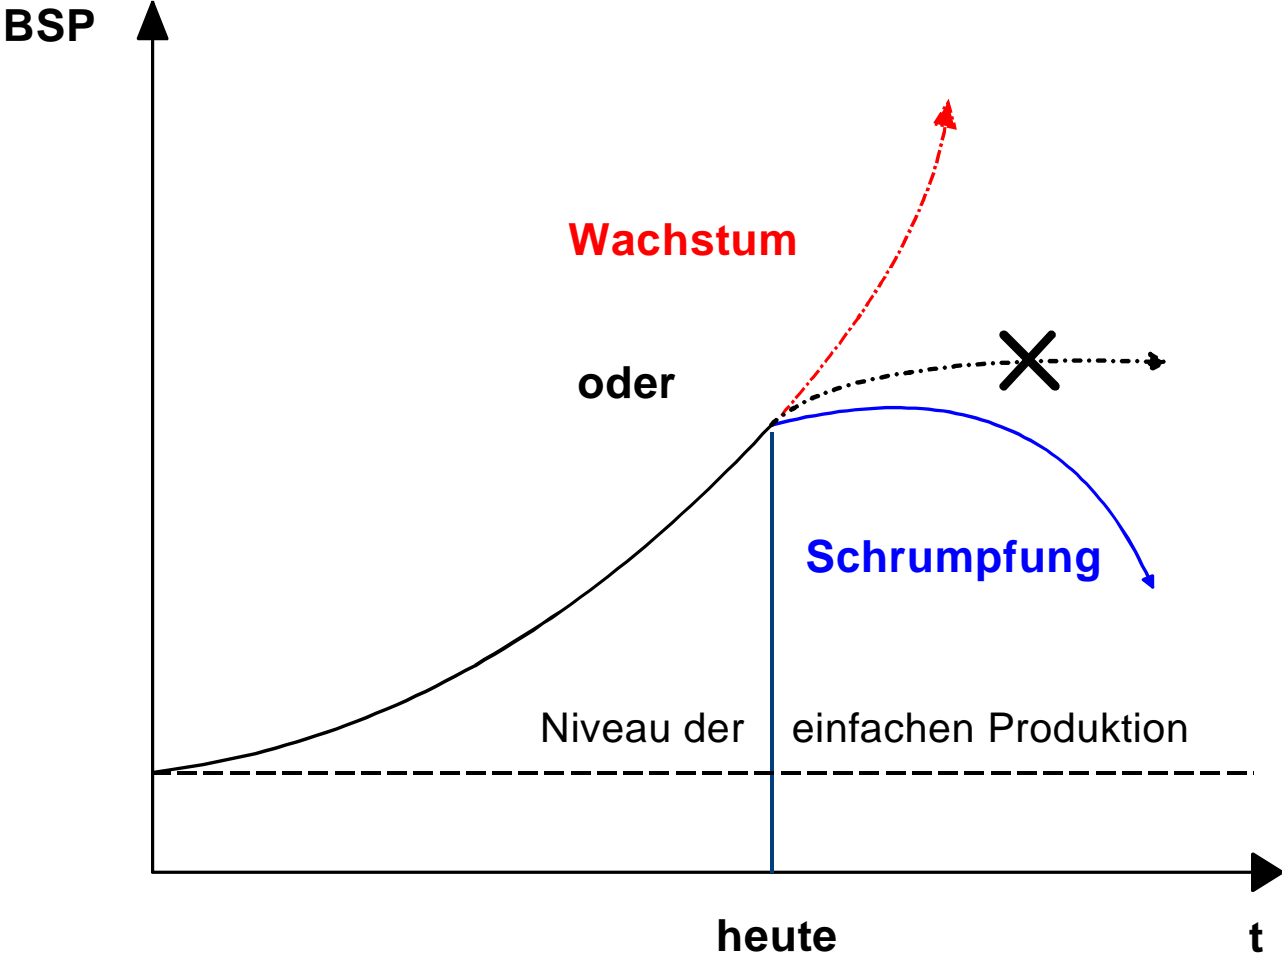 BSP
Wachstum
oder
Schrumpfung
Niveau der einfachen Produktion
heute
t